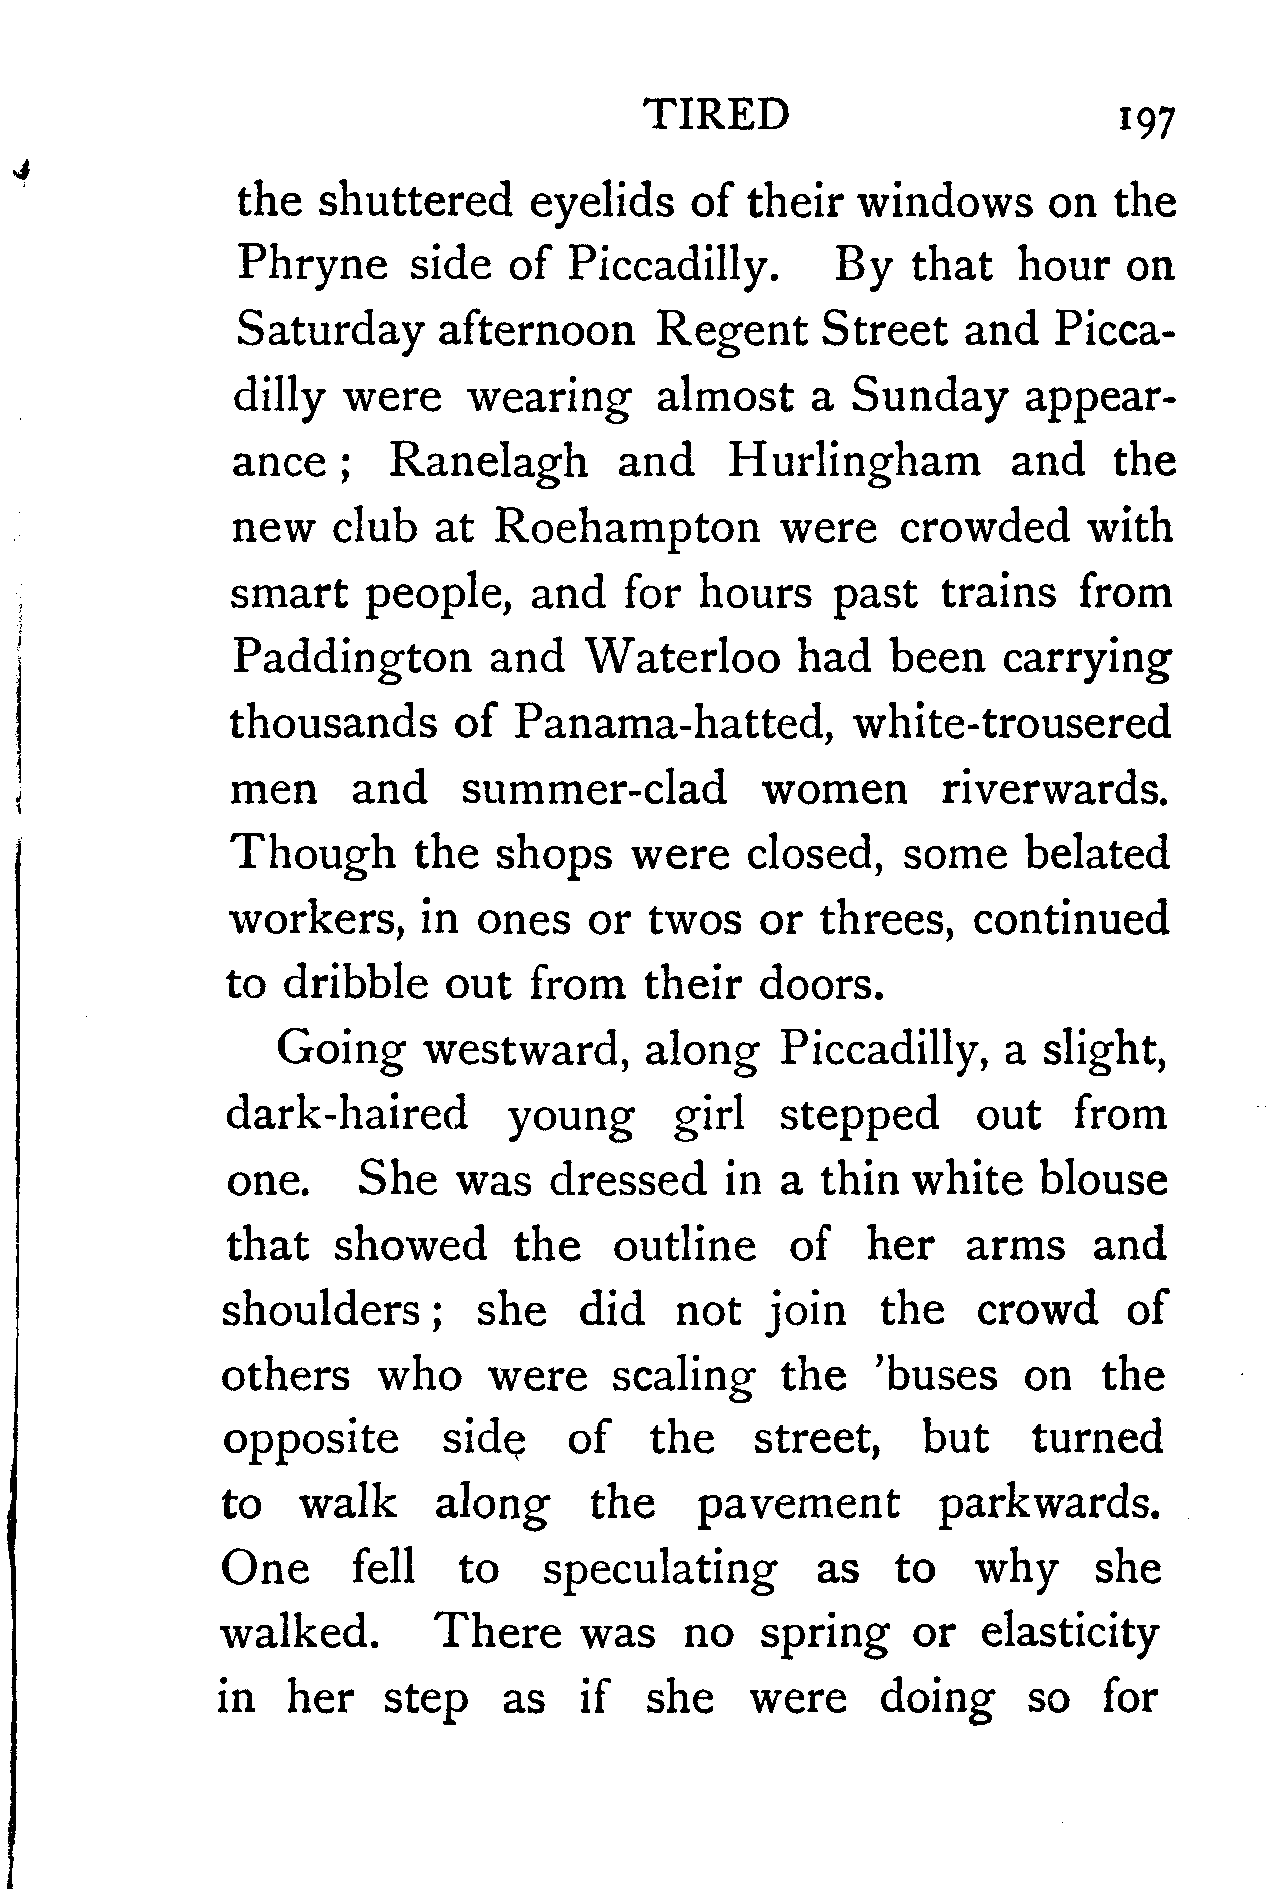 TIRED 197
the shuttered eyelids of their windows on the
Phryne side of Piccadilly. By that hour on
Saturday afternoon Regent Street and Picca-
dilly were wearing almost a Sunday appear-
ance ; Ranelagh and Hurlingham and the
new club at Roehampton were crowded with
smart people, and for hours past trains from
Paddington and Waterloo had been carrying
thousands of Panama-hatted, white-trousered
men and summer-clad women riverwards.
Though the shops were closed, some belated
workers, in ones or twos or threes, continued
to dribble out from their doors.
Going westward, along Piccadilly, a slight,
dark-haired young girl stepped out from
one. She was dressed in a thin white blouse
that showed the outline of her arms and
shoulders ; she did not join the crowd of
others who were scaling the 'buses on the
opposite side of the street, but turned
to walk along the pavement parkwards.
One fell to speculating as to why she
walked. There was no spring or elasticity
in her step as if she were doing so for